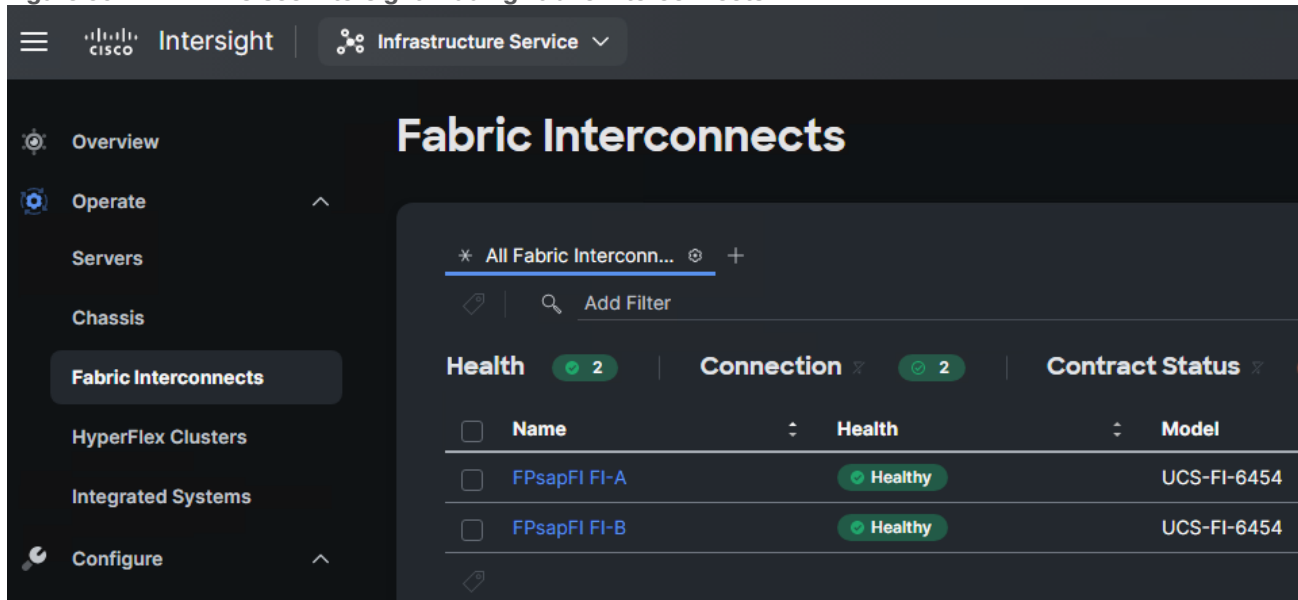 cisco Intersight Infrastructure Service
Overview
Fabric Interconnects
Operate
Servers
All Fabric Interconn...
Add Filter
Chassis
Health 2 Connection 2 Contract Status
Fabric Interconnects
Name Health Model
HyperFlex Clusters
FPsapFI FI-A Healthy UCS-FI-6454
Integrated Systems
FPsapFI FI-B Healthy UCS-FI-6454
Configure